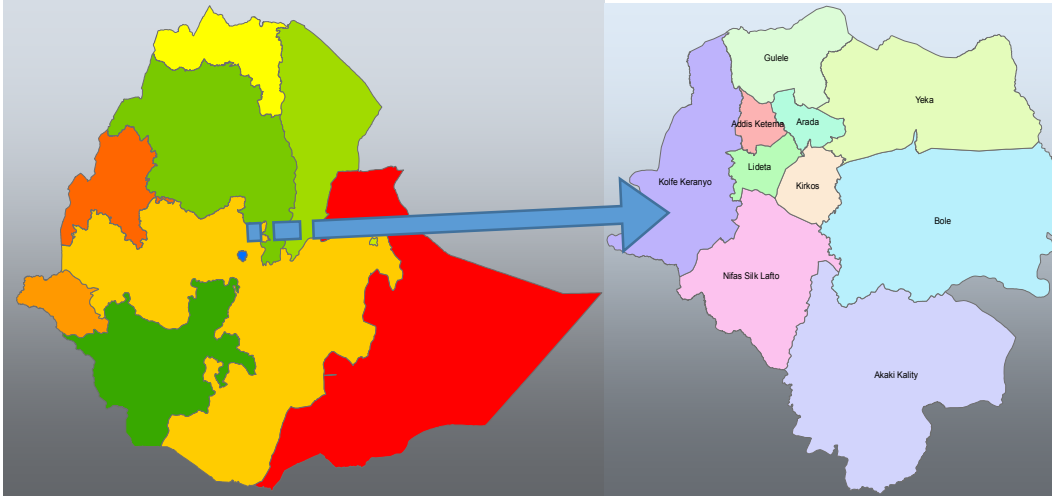 Gulele
Yeka
Addis Ketema
Arada
Lideta
Kolfe Keranyo
Kirkos
Bole
Nifas Silk Lafto
Akaki Kality